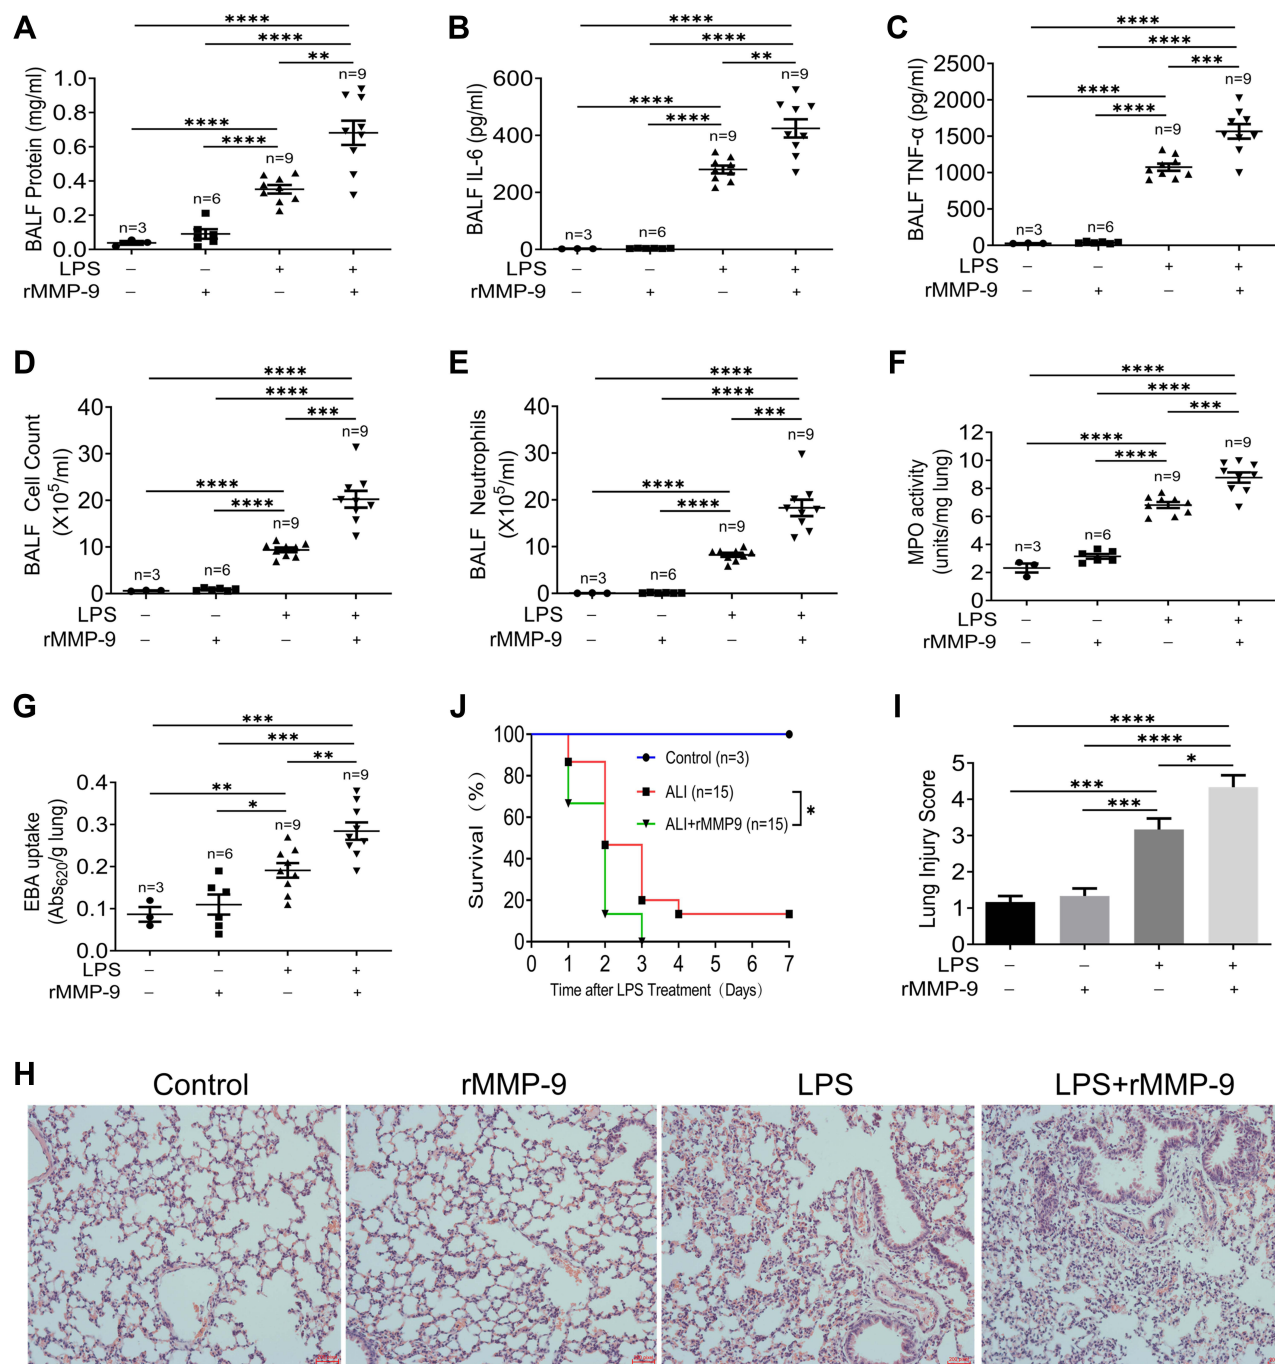 A
****
****
**
n=9
****
****
n=9
n=6
n=3
BALF Protein (mg/ml)
1.0
0.8
0.6
0.4
0.2
0.0
LPS – – + +
rMMP-9 – + – +
B
****
****
**
n=9
****
****
n=9
n=3
n=6
BALF IL-6 (pg/ml)
600
400
200
0
LPS – – + +
rMMP-9 – + – +
C
****
****
***
n=9
****
****
n=9
n=3
n=6
BALF TNF-α (pg/ml)
2500
2000
1500
1000
500
0
LPS – – + +
rMMP-9 – + – +
D
****
****
***
n=9
****
****
n=9
n=3
n=6
BALF Cell Count
(X10⁵/ml)
40
30
20
10
0
LPS – – + +
rMMP-9 – + – +
E
****
****
***
n=9
****
****
n=9
n=3
n=6
BALF Neutrophils
(X10⁵/ml)
40
30
20
10
0
LPS – – + +
rMMP-9 – + – +
F
****
****
***
n=9
****
****
n=9
n=6
n=3
MPO activity
(units/mg lung)
12
10
8
6
4
2
0
LPS – – + +
rMMP-9 – + – +
G
***
***
**
n=9
**
*
n=9
n=6
n=3
EBA uptake
(Abs₆₂₀/g lung)
0.4
0.3
0.2
0.1
0.0
LPS – – + +
rMMP-9 – + – +
J
Survival（%）
100
80
60
40
20
0
Control (n=3)
ALI (n=15)
ALI+rMMP9 (n=15)
*
0 1 2 3 4 5 6 7
Time after LPS Treatment（Days）
I
****
****
*
***
***
Lung Injury Score
5
4
3
2
1
0
LPS – – + +
rMMP-9 – + – +
H
Control
rMMP-9
LPS
LPS+rMMP-9